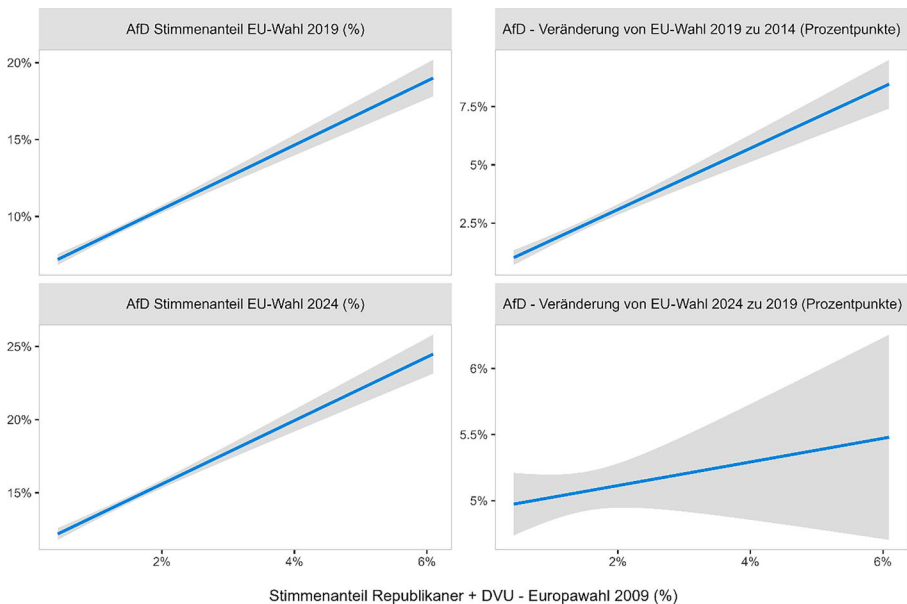 AfD Stimmenanteil EU-Wahl 2019 (%)
AfD - Veränderung von EU-Wahl 2019 zu 2014 (Prozentpunkte)
20%
15%
10%
7.5%
5%
2.5%
AfD Stimmenanteil EU-Wahl 2024 (%)
AfD - Veränderung von EU-Wahl 2024 zu 2019 (Prozentpunkte)
25%
20%
15%
6%
5.5%
5%
2% 4% 6%
2% 4% 6%
Stimmenanteil Republikaner + DVU - Europawahl 2009 (%)